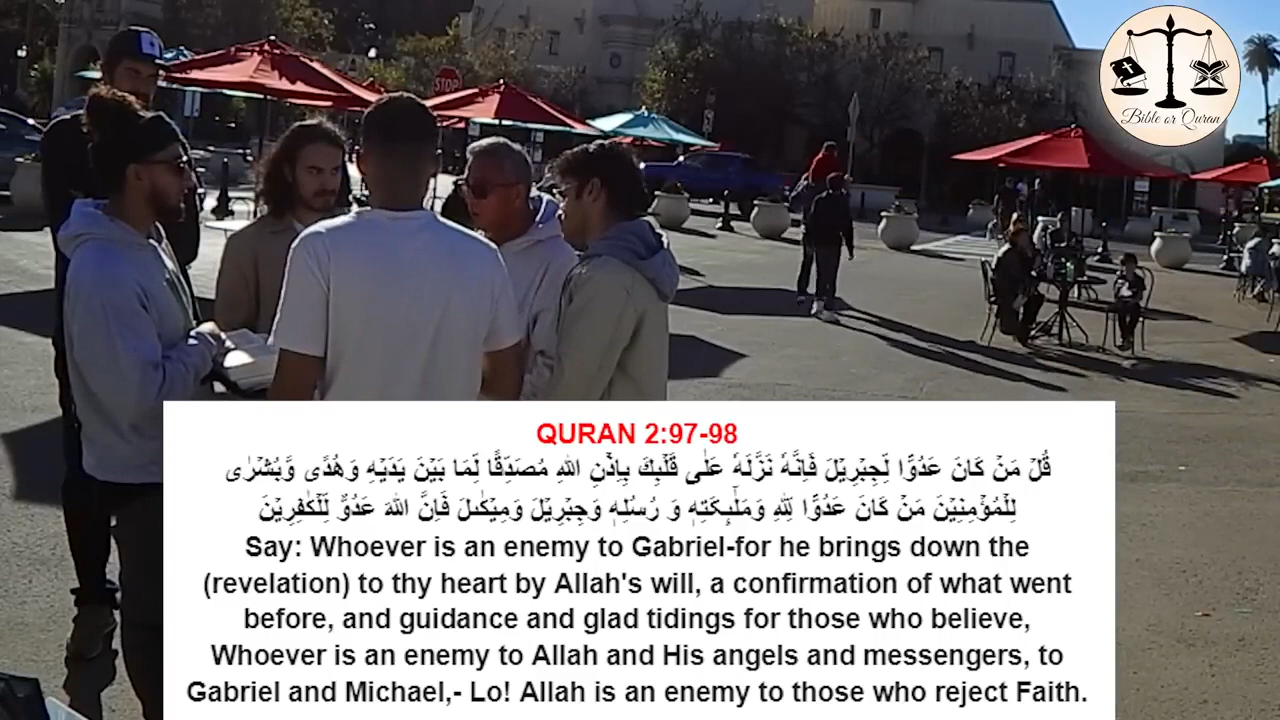 STOP
Bible or Quran
QURAN 2:97-98
قُلْ مَنْ كَانَ عَدُوًّا لِّجِبْرِيْلَ فَاِنَّهٗ نَزَّلَهٗ عَلٰى قَلْبِكَ بِاِذْنِ اللهِ مُصَدِّقًا لِّمَا بَيْنَ يَدَيْهِ وَهُدًى وَّبُشْرٰى
لِلْمُؤْمِنِيْنَ مَنْ كَانَ عَدُوًّا لِّلّٰهِ وَمَلٰٓٮِٕكَتِهٖ وَ رُسُلِهٖ وَجِبْرِيْلَ وَمِيْكٰٮلَ فَاِنَّ اللهَ عَدُوٌّ لِّلْكٰفِرِيْنَ
Say: Whoever is an enemy to Gabriel-for he brings down the
(revelation) to thy heart by Allah's will, a confirmation of what went
before, and guidance and glad tidings for those who believe,
Whoever is an enemy to Allah and His angels and messengers, to
Gabriel and Michael,- Lo! Allah is an enemy to those who reject Faith.